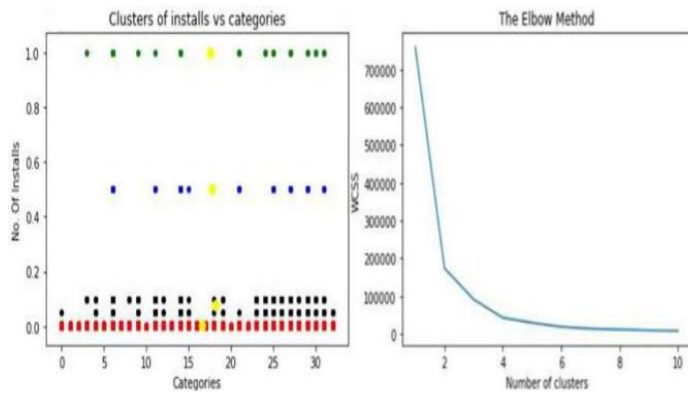 Clusters of installs vs categories
No. Of Installs
1.0
0.8
0.6
0.4
0.2
0.0
0 5 10 15 20 25 30
Categories
The Elbow Method
WCSS
700000
600000
500000
400000
300000
200000
100000
0
2 4 6 8 10
Number of clusters